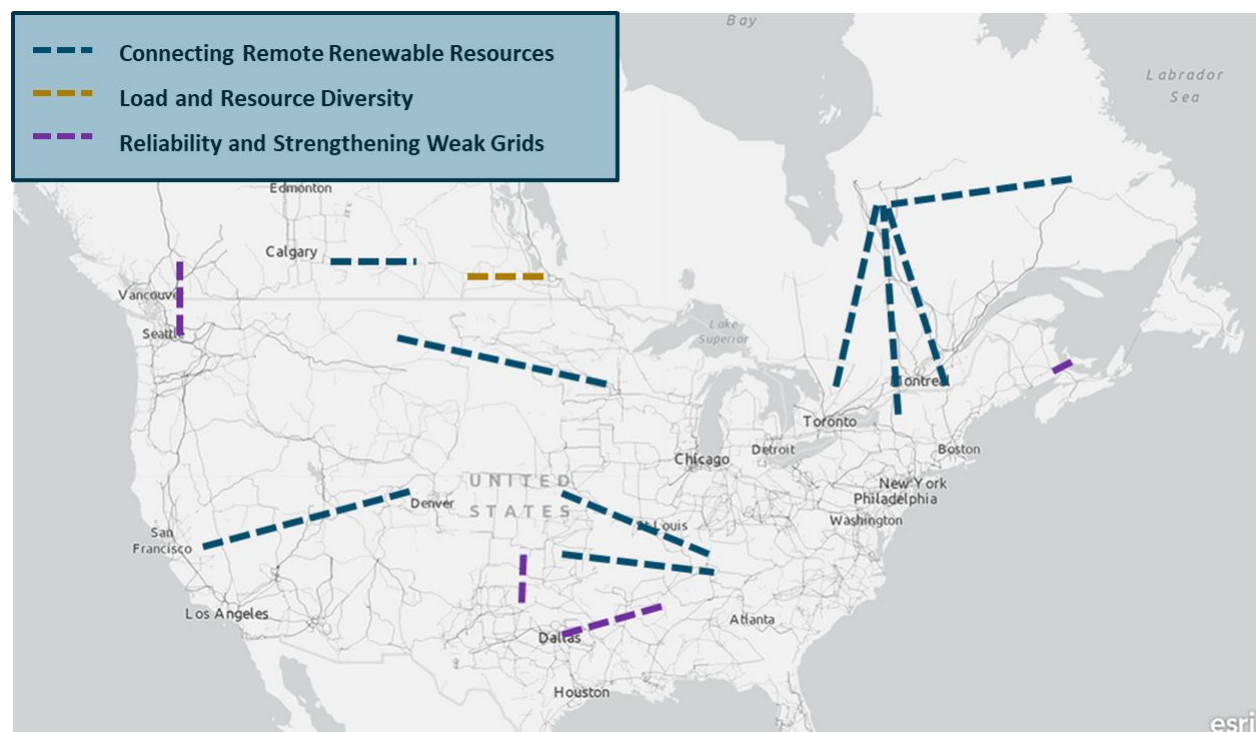 Connecting Remote Renewable Resources
Load and Resource Diversity
Reliability and Strengthening Weak Grids
Bay
Labrador
Sea
Edmonton
Calgary
Vancouve
Seattle
Lake
Superior
Montreal
Toronto
Detroit
Boston
Chicago
New York
Philadelphia
Washington
UNITED
STATES
Denver
St Louis
San
Francisco
Los Angeles
Atlanta
Dallas
Houston
esri